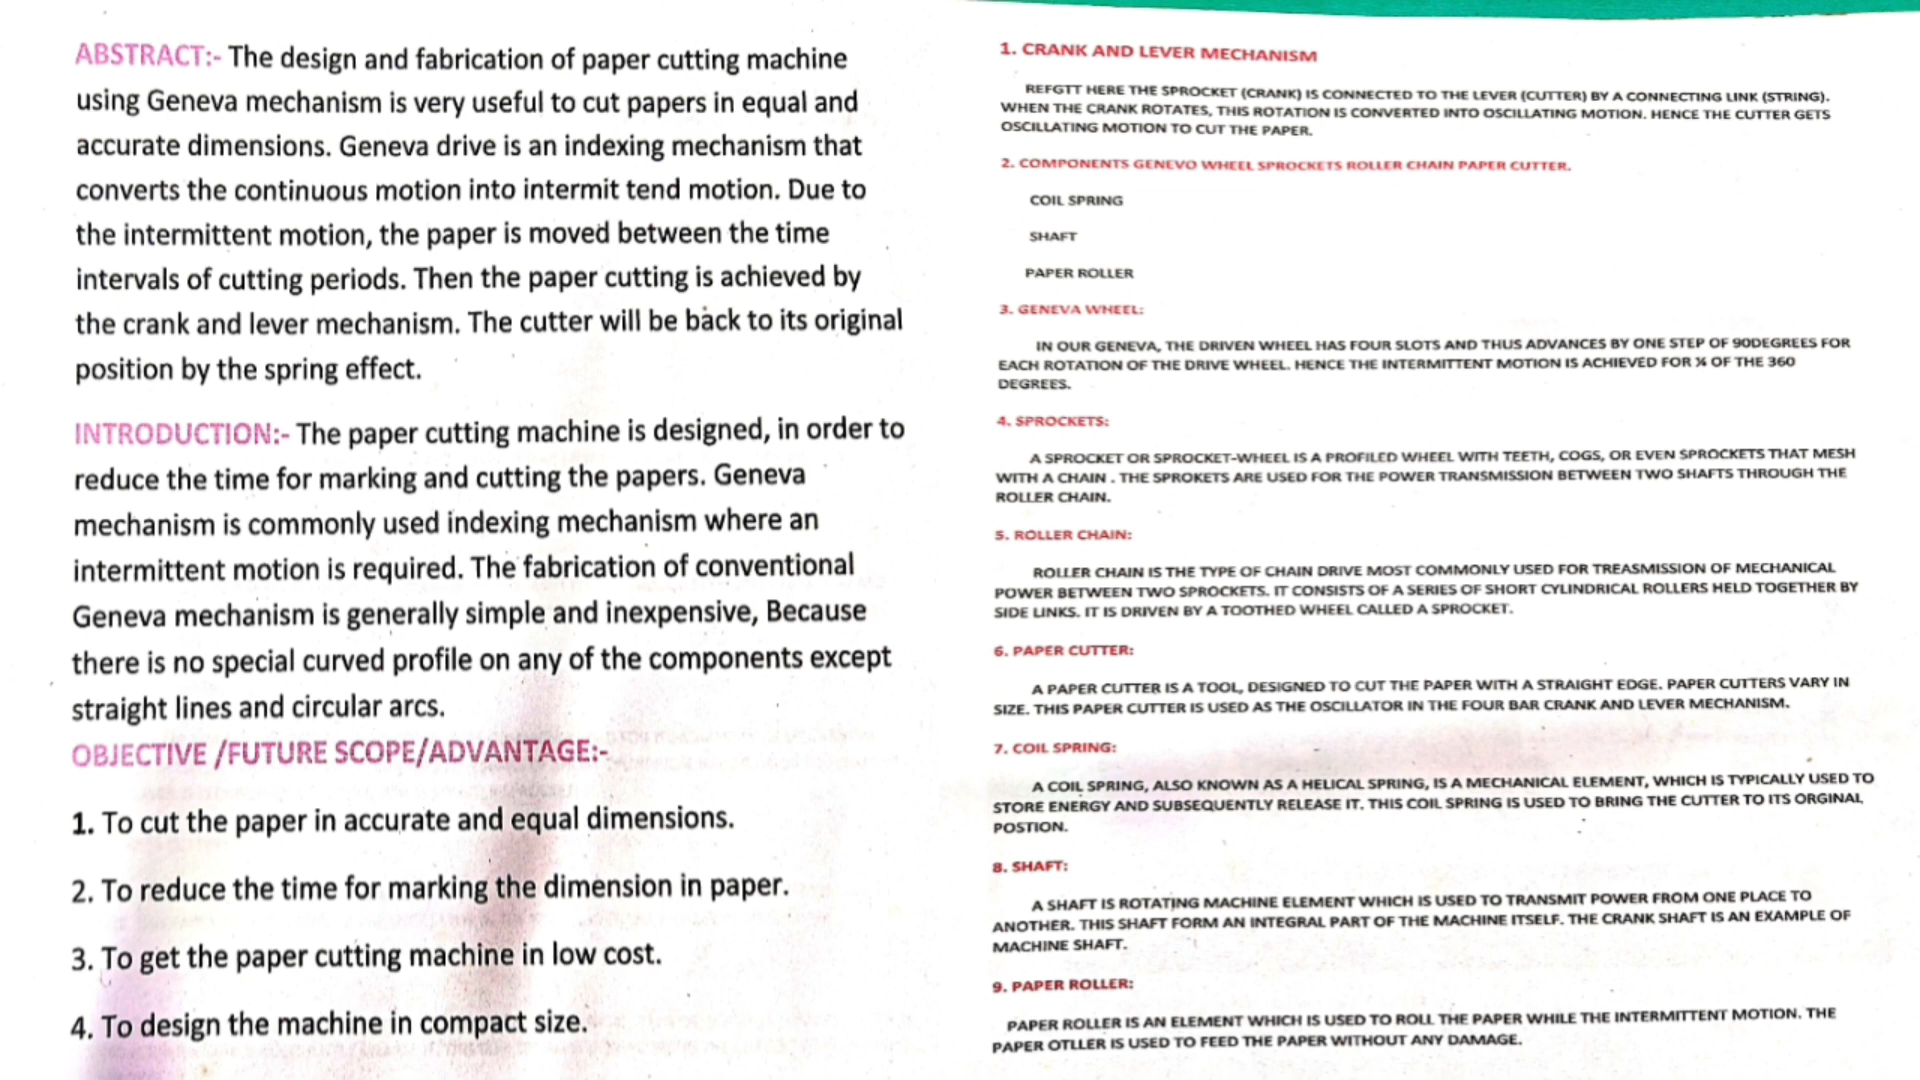 ABSTRACT:- The design and fabrication of paper cutting machine
using Geneva mechanism is very useful to cut papers in equal and
accurate dimensions. Geneva drive is an indexing mechanism that
converts the continuous motion into intermit tend motion. Due to
the intermittent motion, the paper is moved between the time
intervals of cutting periods. Then the paper cutting is achieved by
the crank and lever mechanism. The cutter will be back to its original
position by the spring effect.
INTRODUCTION:- The paper cutting machine is designed, in order to
reduce the time for marking and cutting the papers. Geneva
mechanism is commonly used indexing mechanism where an
intermittent motion is required. The fabrication of conventional
Geneva mechanism is generally simple and inexpensive, Because
there is no special curved profile on any of the components except
straight lines and circular arcs.
OBJECTIVE /FUTURE SCOPE/ADVANTAGE:-
1. To cut the paper in accurate and equal dimensions.
2. To reduce the time for marking the dimension in paper.
3. To get the paper cutting machine in low cost.
4. To design the machine in compact size.
1. CRANK AND LEVER MECHANISM
REFGTT HERE THE SPROCKET (CRANK) IS CONNECTED TO THE LEVER (CUTTER) BY A CONNECTING LINK (STRING).
WHEN THE CRANK ROTATES, THIS ROTATION IS CONVERTED INTO OSCILLATING MOTION. HENCE THE CUTTER GETS
OSCILLATING MOTION TO CUT THE PAPER.
2. COMPONENTS GENEVO WHEEL SPROCKETS ROLLER CHAIN PAPER CUTTER.
COIL SPRING
SHAFT
PAPER ROLLER
3. GENEVA WHEEL:
IN OUR GENEVA, THE DRIVEN WHEEL HAS FOUR SLOTS AND THUS ADVANCES BY ONE STEP OF 90DEGREES FOR
EACH ROTATION OF THE DRIVE WHEEL. HENCE THE INTERMITTENT MOTION IS ACHIEVED FOR ¼ OF THE 360
DEGREES.
4. SPROCKETS:
A SPROCKET OR SPROCKET-WHEEL IS A PROFILED WHEEL WITH TEETH, COGS, OR EVEN SPROCKETS THAT MESH
WITH A CHAIN . THE SPROKETS ARE USED FOR THE POWER TRANSMISSION BETWEEN TWO SHAFTS THROUGH THE
ROLLER CHAIN.
5. ROLLER CHAIN:
ROLLER CHAIN IS THE TYPE OF CHAIN DRIVE MOST COMMONLY USED FOR TREASMISSION OF MECHANICAL
POWER BETWEEN TWO SPROCKETS. IT CONSISTS OF A SERIES OF SHORT CYLINDRICAL ROLLERS HELD TOGETHER BY
SIDE LINKS. IT IS DRIVEN BY A TOOTHED WHEEL CALLED A SPROCKET.
6. PAPER CUTTER:
A PAPER CUTTER IS A TOOL, DESIGNED TO CUT THE PAPER WITH A STRAIGHT EDGE. PAPER CUTTERS VARY IN
SIZE. THIS PAPER CUTTER IS USED AS THE OSCILLATOR IN THE FOUR BAR CRANK AND LEVER MECHANISM.
7. COIL SPRING:
A COIL SPRING, ALSO KNOWN AS A HELICAL SPRING, IS A MECHANICAL ELEMENT, WHICH IS TYPICALLY USED TO
STORE ENERGY AND SUBSEQUENTLY RELEASE IT. THIS COIL SPRING IS USED TO BRING THE CUTTER TO ITS ORGINAL
POSTION.
8. SHAFT:
A SHAFT IS ROTATING MACHINE ELEMENT WHICH IS USED TO TRANSMIT POWER FROM ONE PLACE TO
ANOTHER. THIS SHAFT FORM AN INTEGRAL PART OF THE MACHINE ITSELF. THE CRANK SHAFT IS AN EXAMPLE OF
MACHINE SHAFT.
9. PAPER ROLLER:
PAPER ROLLER IS AN ELEMENT WHICH IS USED TO ROLL THE PAPER WHILE THE INTERMITTENT MOTION. THE
PAPER OTLLER IS USED TO FEED THE PAPER WITHOUT ANY DAMAGE.